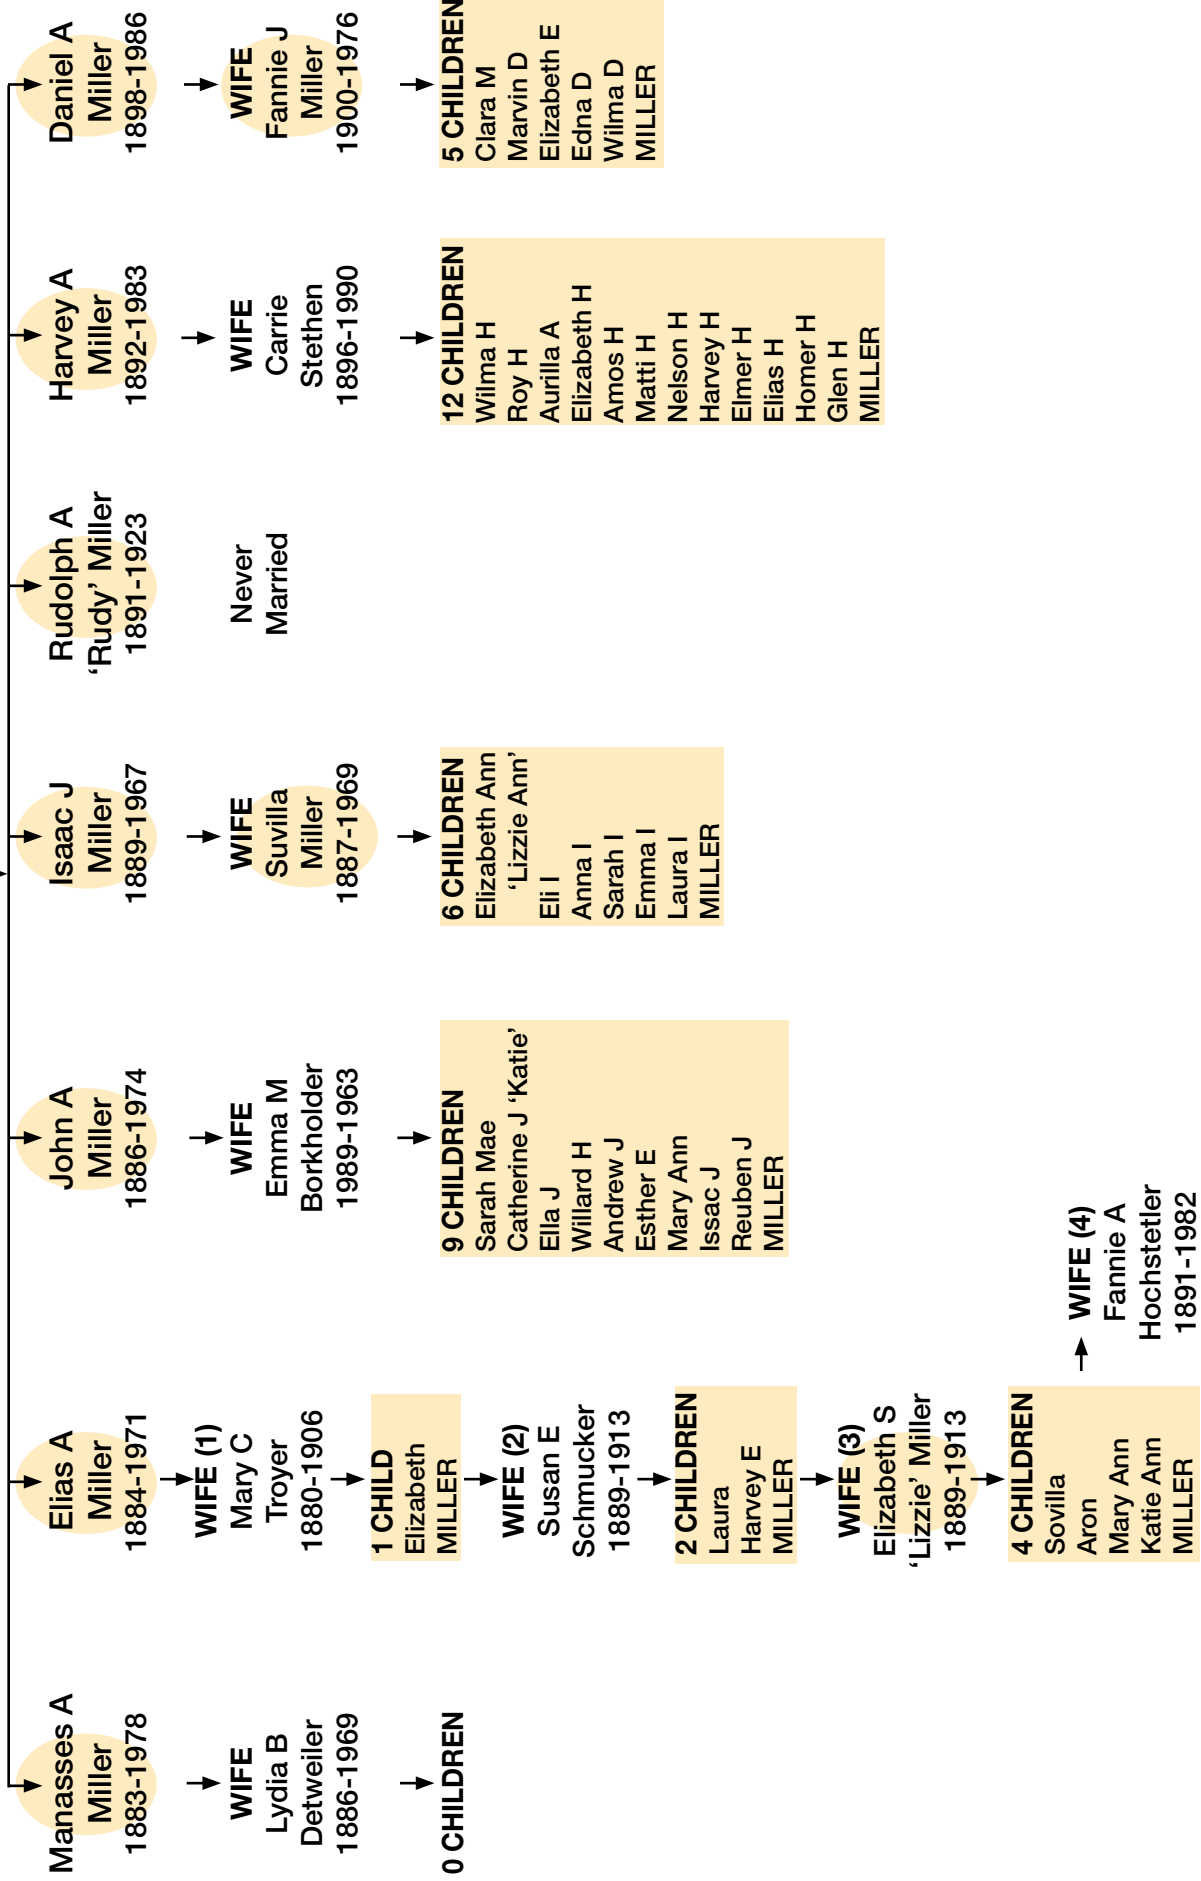 Manasses A
Miller
1883-1978
WIFE
Lydia B
Detweiler
1886-1969
0 CHILDREN
Elias A
Miller
1884-1971
WIFE (1)
Mary C
Troyer
1880-1906
1 CHILD
Elizabeth
MILLER
WIFE (2)
Susan E
Schmucker
1889-1913
2 CHILDREN
Laura
Harvey E
MILLER
WIFE (3)
Elizabeth S
‘Lizzie’ Miller
1889-1913
4 CHILDREN
Sovilla
Aron
Mary Ann
Katie Ann
MILLER
WIFE (4)
Fannie A
Hochstetler
1891-1982
John A
Miller
1886-1974
WIFE
Emma M
Borkholder
1989-1963
9 CHILDREN
Sarah Mae
Catherine J ‘Katie’
Ella J
Willard H
Andrew J
Esther E
Mary Ann
Issac J
Reuben J
MILLER
Isaac J
Miller
1889-1967
WIFE
Suvilla
Miller
1887-1969
6 CHILDREN
Elizabeth Ann
‘Lizzie Ann’
Eli I
Anna I
Sarah I
Emma I
Laura I
MILLER
Rudolph A
‘Rudy’ Miller
1891-1923
Never
Married
Harvey A
Miller
1892-1983
WIFE
Carrie
Stethen
1896-1990
12 CHILDREN
Wilma H
Roy H
Aurilla A
Elizabeth H
Amos H
Matti H
Nelson H
Harvey H
Elmer H
Elias H
Homer H
Glen H
MILLER
Daniel A
Miller
1898-1986
WIFE
Fannie J
Miller
1900-1976
5 CHILDREN
Clara M
Marvin D
Elizabeth E
Edna D
Wilma D
MILLER